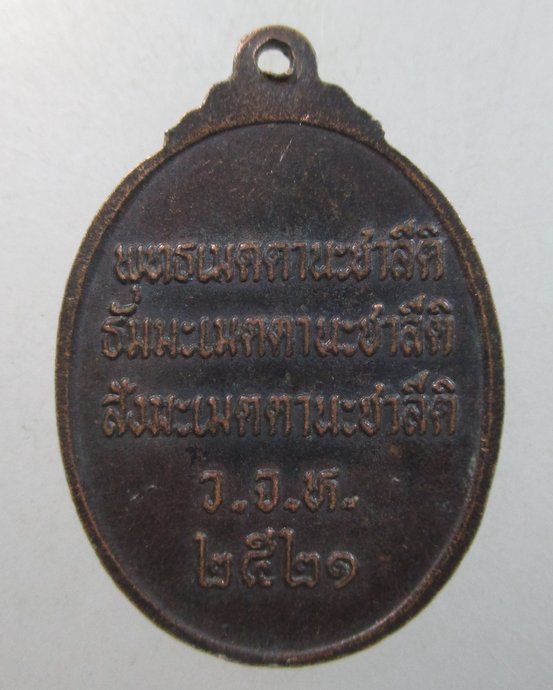 พุทธเมตตานะชาลีติ
ธัมมะเมตตานะชาลีติ
สังฆะเมตตานะชาลีติ
ว.จ.ห.
๒๕๒๑